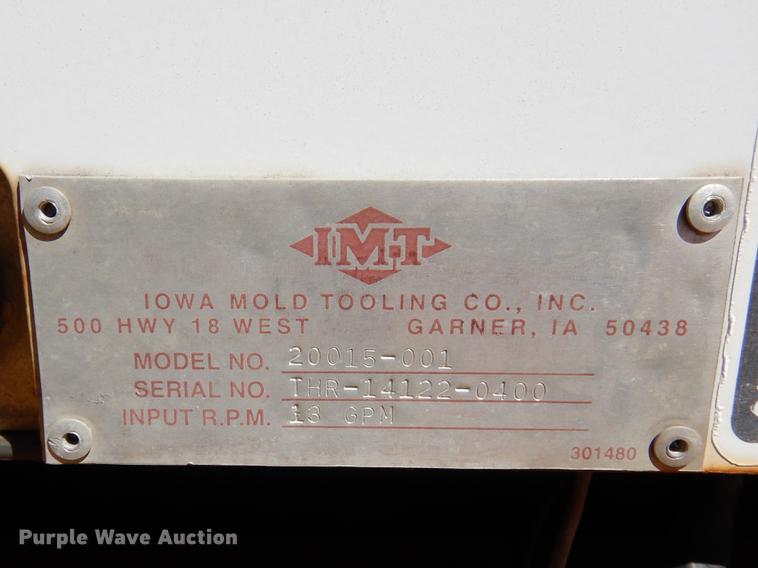 IMT
IOWA MOLD TOOLING CO., INC.
500 HWY 18 WEST GARNER, IA 50438
MODEL NO. 20015-001
SERIAL NO. THR-14122-0400
INPUT R.P.M. 13 GPM
301480
Purple Wave Auction